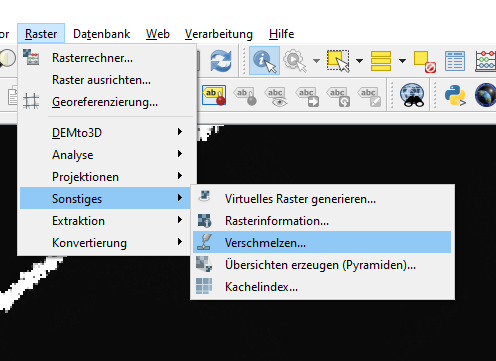 or Raster Datenbank Web Verarbeitung Hilfe
Rasterrechner...
Raster ausrichten...
Georeferenzierung...
DEMto3D
Analyse
Projektionen
Sonstiges
Extraktion
Konvertierung
Virtuelles Raster generieren...
Rasterinformation...
Verschmelzen...
Übersichten erzeugen (Pyramiden)...
Kachelindex...